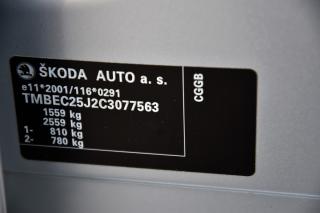 ŠKODA AUTO a. s.
e11*2001/116*0291
TMBEC25J2C3077563
1559 kg
2559 kg
1- 810 kg
2- 780 kg
CGGB